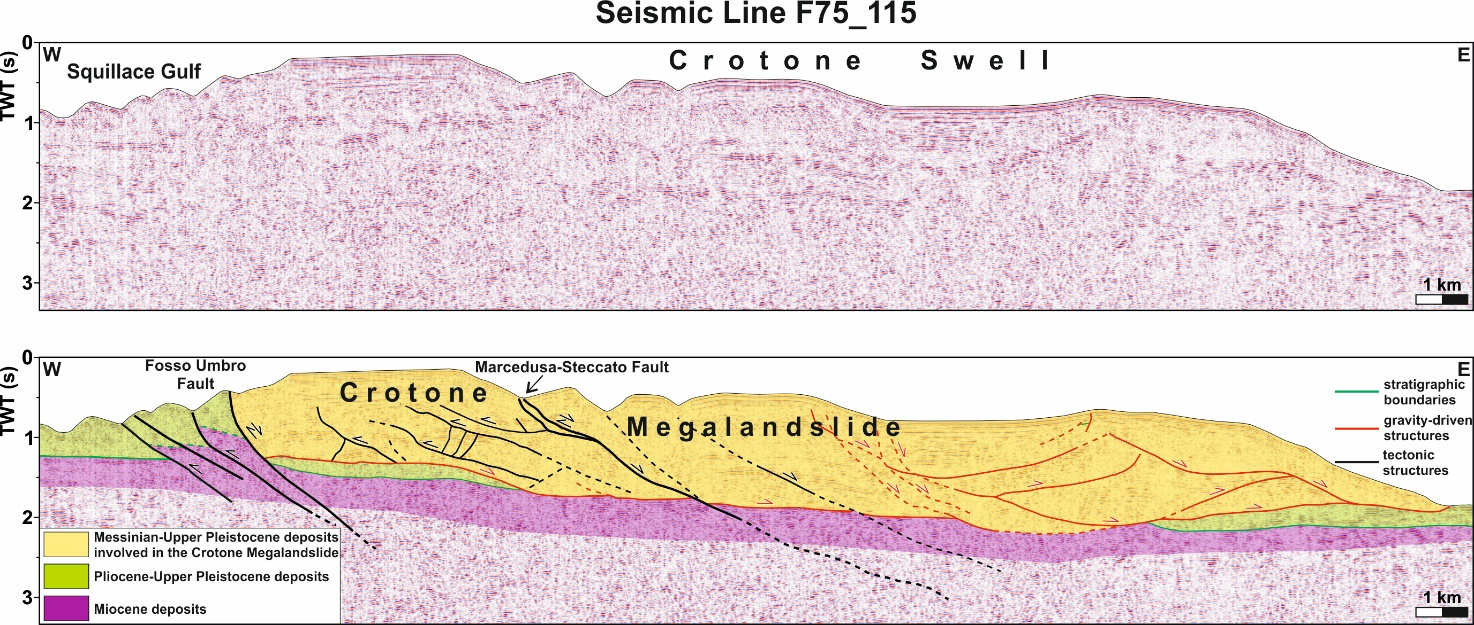 Seismic Line F75_115
0
W
Squillace Gulf
Crotone Swell
E
TWT (s)
1
2
3
1 km
0
W
Fosso Umbro
Fault
Marcedusa-Steccato Fault
E
TWT (s)
Crotone
Megalandslide
stratigraphic
boundaries
gravity-driven
structures
tectonic
structures
1
2
Messinian-Upper Pleistocene deposits
involved in the Crotone Megalandslide
Pliocene-Upper Pleistocene deposits
3
Miocene deposits
1 km